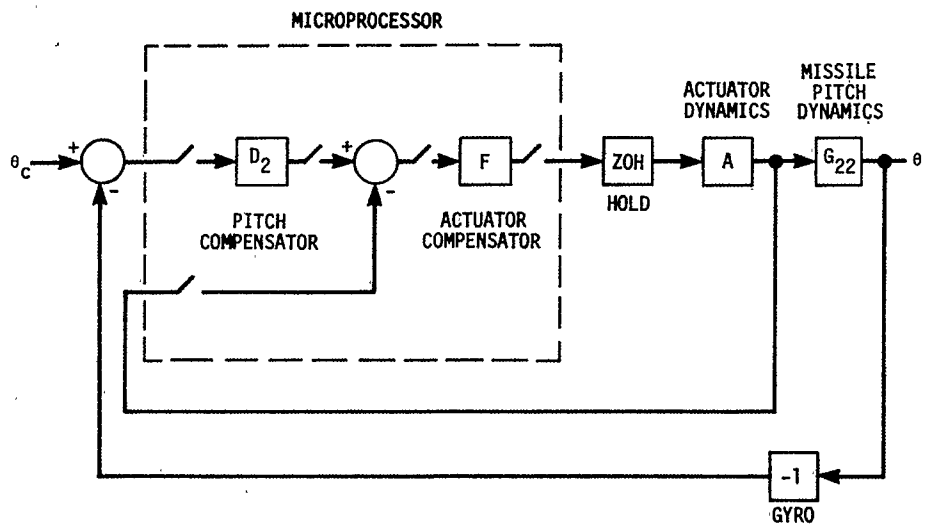 MICROPROCESSOR
ACTUATOR
DYNAMICS
MISSILE
PITCH
DYNAMICS
θc
+
-
D2
+
-
F
ZOH
A
G22
θ
HOLD
PITCH
COMPENSATOR
ACTUATOR
COMPENSATOR
-1
GYRO